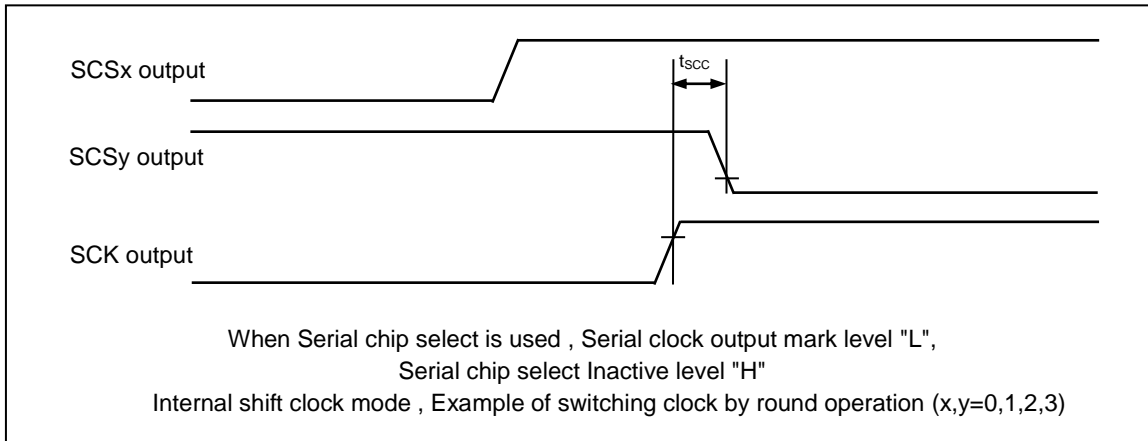 SCSx output
tSCC
SCSy output
SCK output
When Serial chip select is used , Serial clock output mark level "L",
Serial chip select Inactive level "H"
Internal shift clock mode , Example of switching clock by round operation (x,y=0,1,2,3)